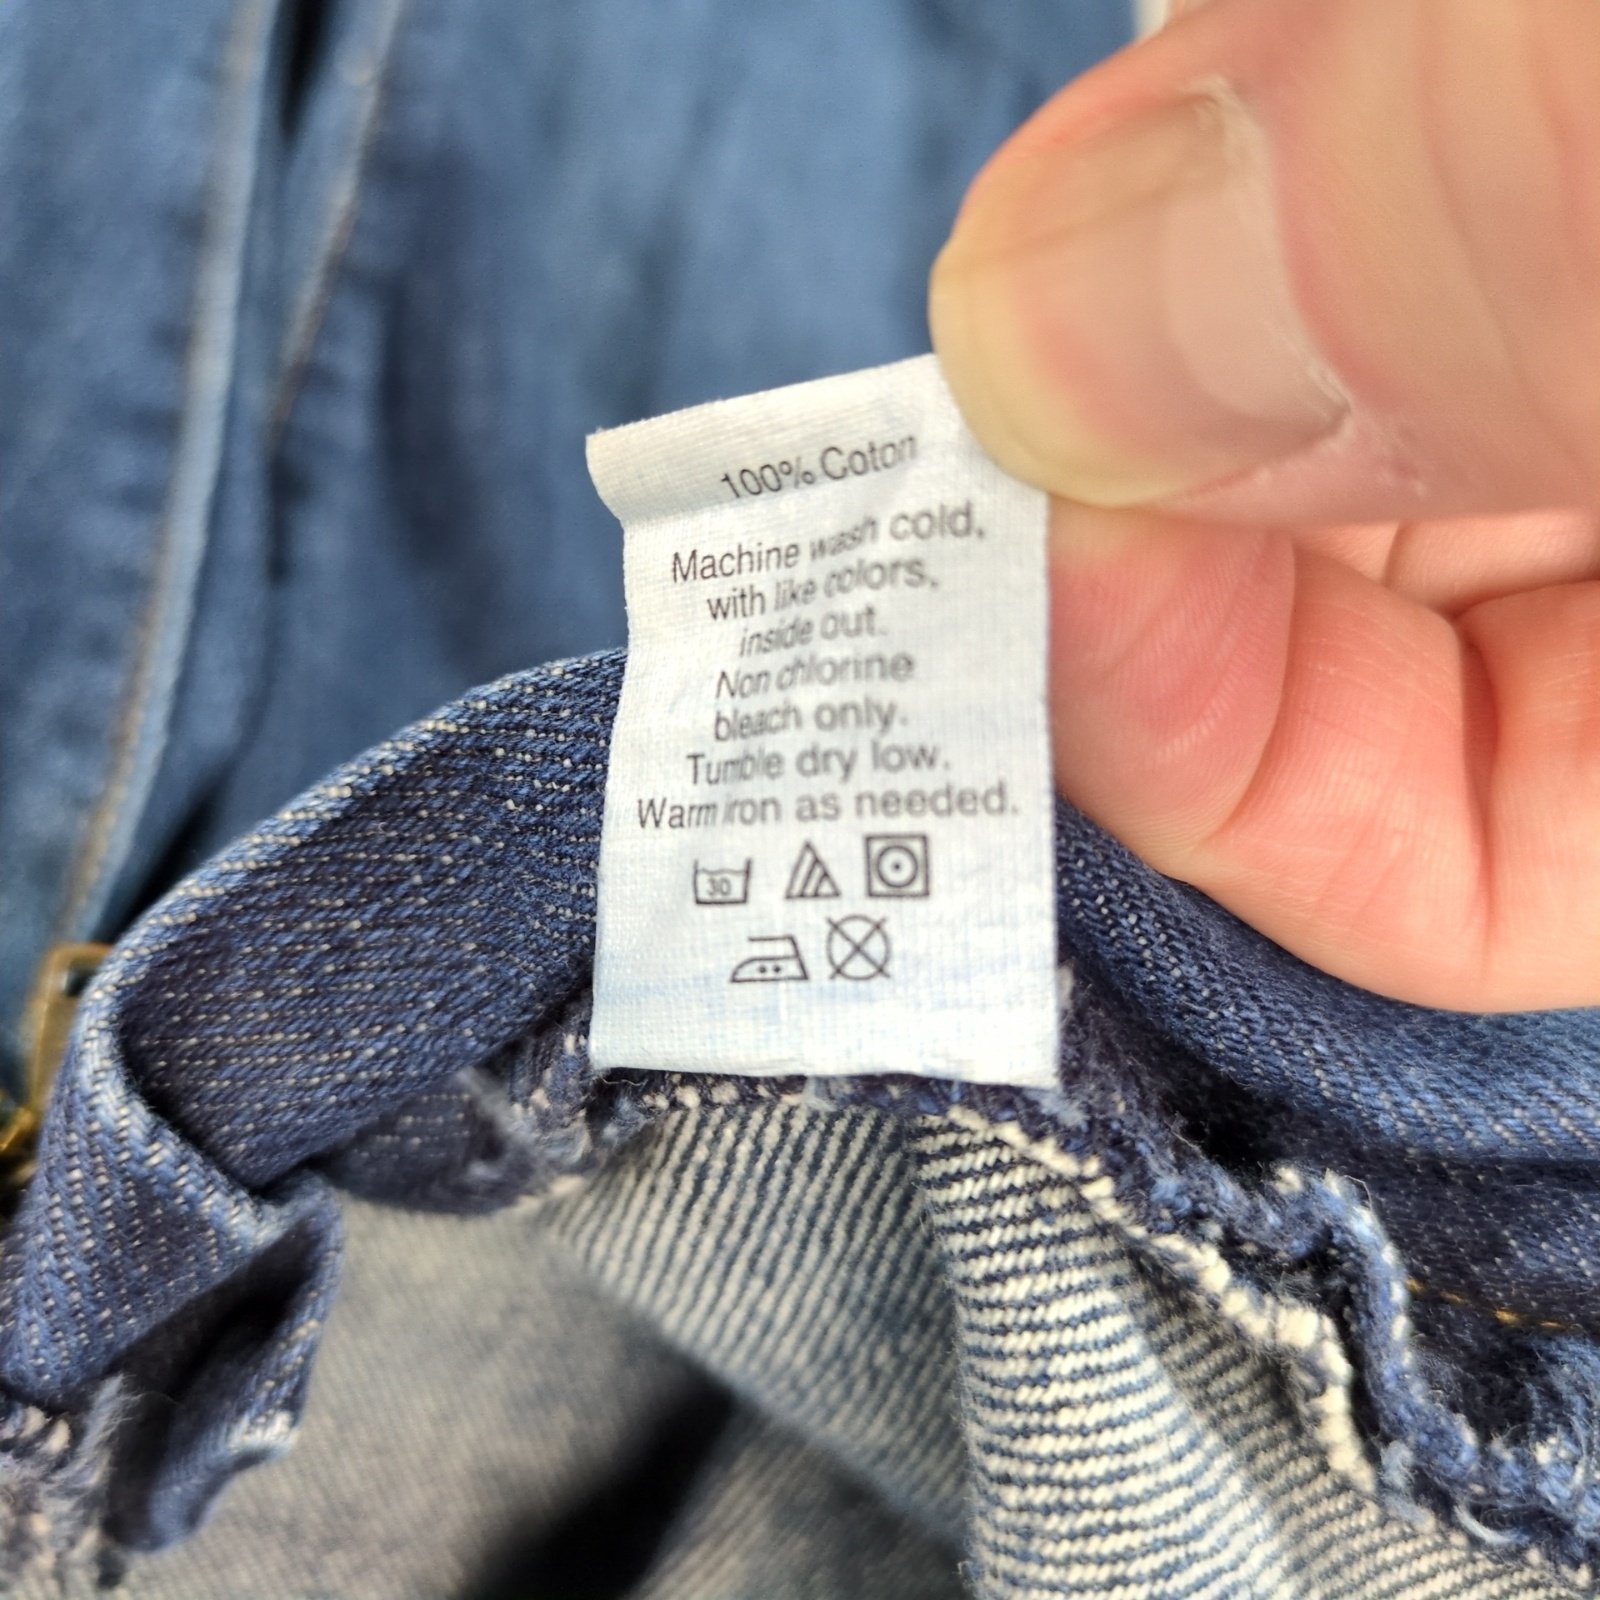 100% Coton
Machine wash cold,
with like colors,
inside out.
Non chlorine
bleach only.
Tumble dry low.
Warm iron as needed.
30